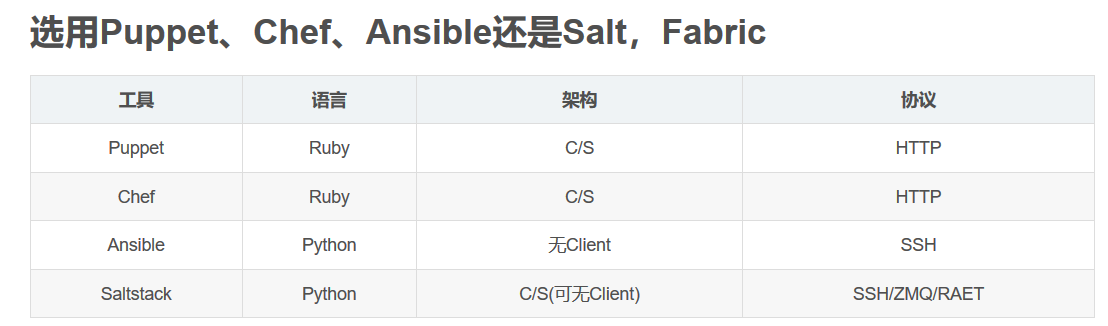 选用Puppet、Chef、Ansible还是Salt，Fabric
工具 语言 架构 协议
Puppet Ruby C/S HTTP
Chef Ruby C/S HTTP
Ansible Python 无Client SSH
Saltstack Python C/S(可无Client) SSH/ZMQ/RAET